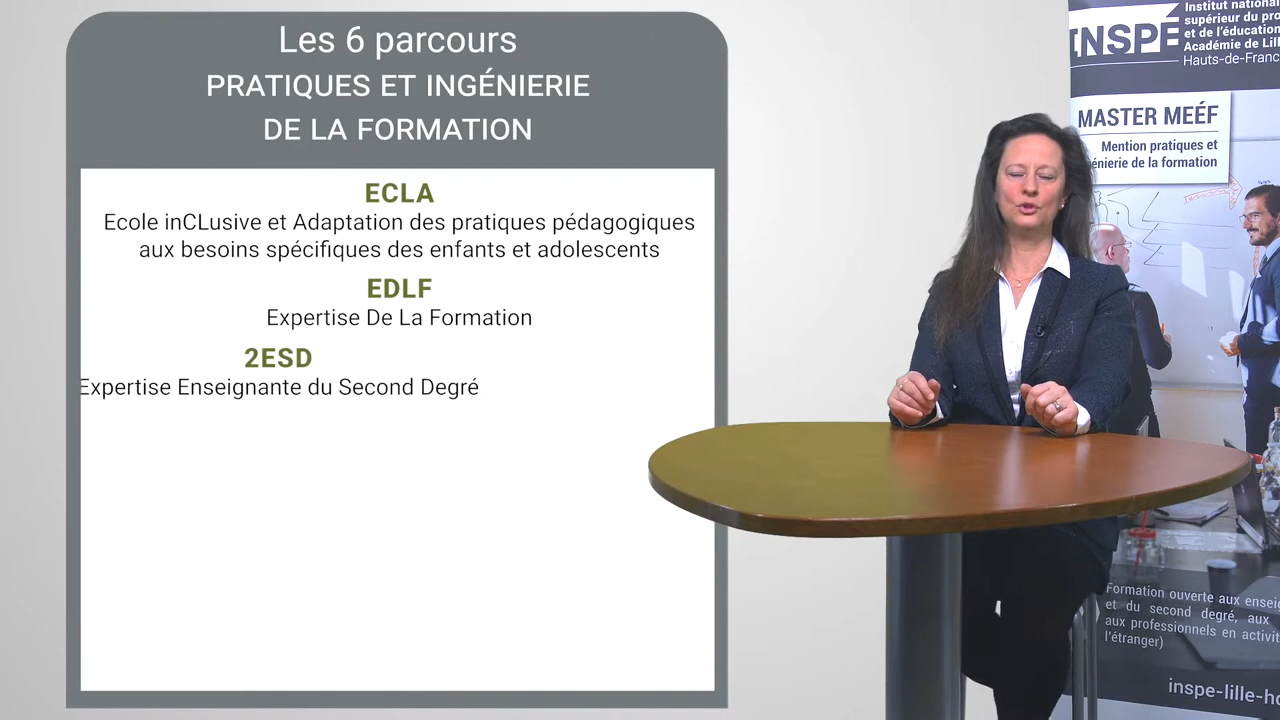 Les 6 parcours
PRATIQUES ET INGÉNIERIE
DE LA FORMATION
ECLA
Ecole inCLusive et Adaptation des pratiques pédagogiques
aux besoins spécifiques des enfants et adolescents
EDLF
Expertise De La Formation
2ESD
Expertise Enseignante du Second Degré
INSPÉ
Institut national
supérieur du pro
et de l'éducation
Académie de Lill
Hauts-de-Franc
MASTER MEÉF
Mention pratiques et
génierie de la formation
Formation ouverte aux enseig
et du second degré, aux
aux professionnels en activit
l'étranger)
inspe-lille-h